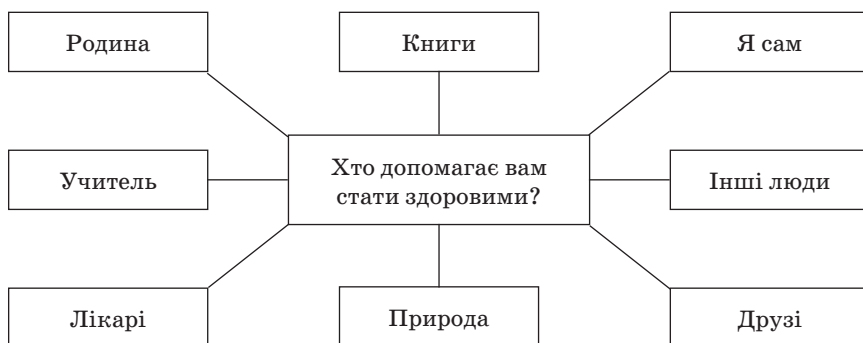 Родина
Книги
Я сам
Учитель
Хто допомагає вам
стати здоровими?
Інші люди
Лікарі
Природа
Друзі